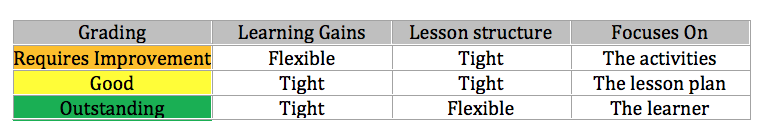 Grading Learning Gains Lesson structure Focuses On
Requires Improvement Flexible Tight The activities
Good Tight Tight The lesson plan
Outstanding Tight Flexible The learner